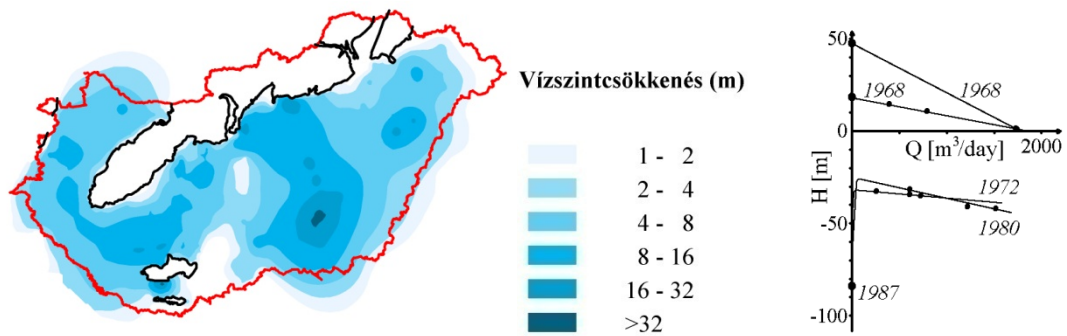 Vízszintcsökkenés (m)
1 - 2
2 - 4
4 - 8
8 - 16
16 - 32
>32
50
1968
1968
0
Q [m³/day]
2000
H [m]
1972
-50
1980
1987
-100